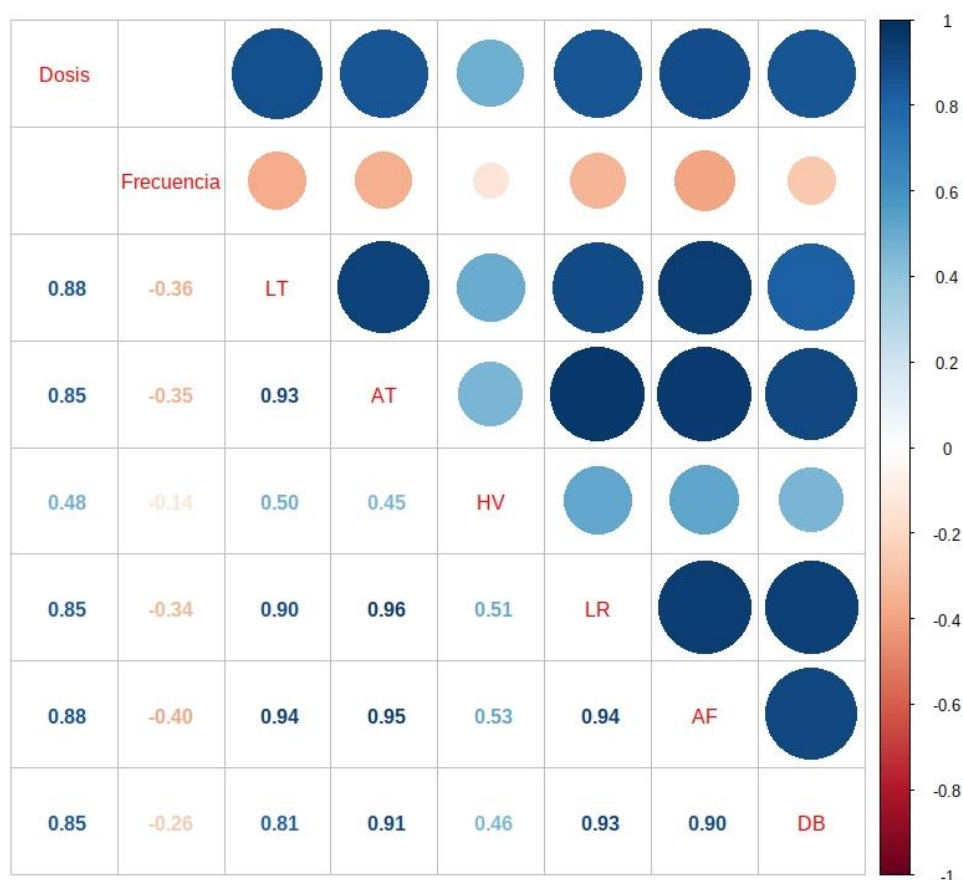 Dosis
Frecuencia
0.88 -0.36 LT
0.85 -0.35 0.93 AT
0.48 -0.14 0.50 0.45 HV
0.85 -0.34 0.90 0.96 0.51 LR
0.88 -0.40 0.94 0.95 0.53 0.94 AF
0.85 -0.26 0.81 0.91 0.46 0.93 0.90 DB
1
0.8
0.6
0.4
0.2
0
-0.2
-0.4
-0.6
-0.8
-1